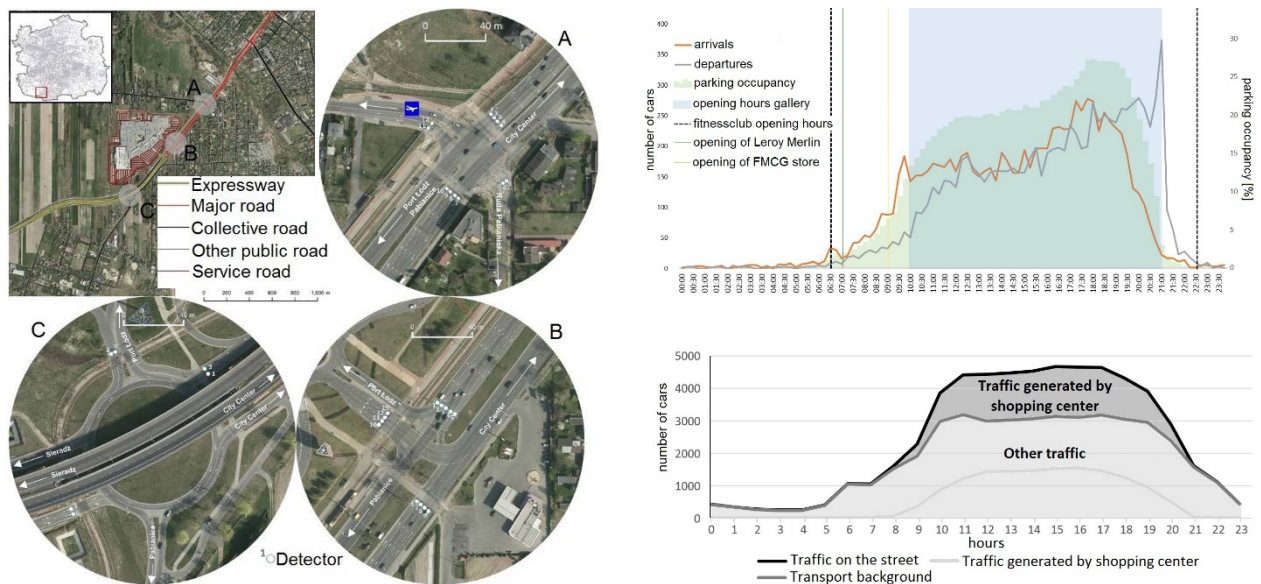 A
B
C
Expressway
Major road
Collective road
Other public road
Service road
0 200 400 600 800 1,000 m
0 40 m
A
City Center
Port Łódź
Pabianice
Ruda Pabianicka
C
40 m
Port Łódź
City Center
City Center
Sieradz
Sieradz
Pabianice
2
1
B
0 40 m
Port Łódź
City Center
Pabianice
1 Detector
number of cars
400
350
300
250
200
150
100
50
0
arrivals
departures
parking occupancy
opening hours gallery
fitnessclub opening hours
opening of Leroy Merlin
opening of FMCG store
30
25
20
15
10
5
0
parking occupancy [%]
00:00 00:30 01:00 01:30 02:00 02:30 03:00 03:30 04:00 04:30 05:00 05:30 06:00 06:30 07:00 07:30 08:00 08:30 09:00 09:30 10:00 10:30 11:00 11:30 12:00 12:30 13:00 13:30 14:00 14:30 15:00 15:30 16:00 16:30 17:00 17:30 18:00 18:30 19:00 19:30 20:00 20:30 21:00 21:30 22:00 22:30 23:00 23:30
number of cars
5000
4000
3000
2000
1000
0
Traffic generated by
shopping center
Other traffic
0 1 2 3 4 5 6 7 8 9 10 11 12 13 14 15 16 17 18 19 20 21 22 23
hours
Traffic on the street
Traffic generated by shopping center
Transport background